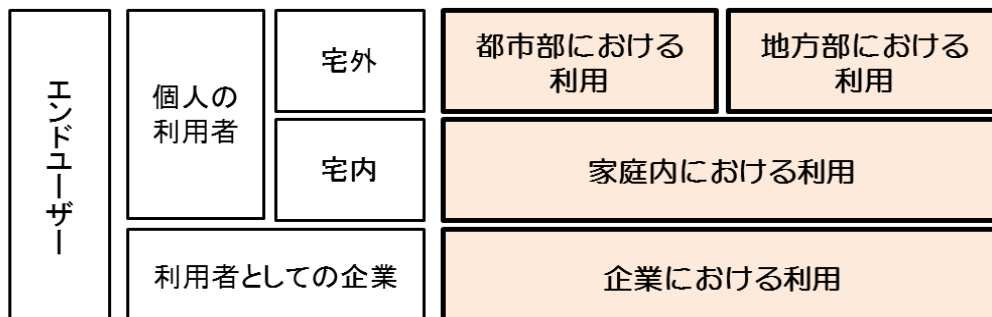 エンドユーザー
個人の
利用者
宅外
都市部における
利用
地方部における
利用
宅内
家庭内における利用
利用者としての企業
企業における利用